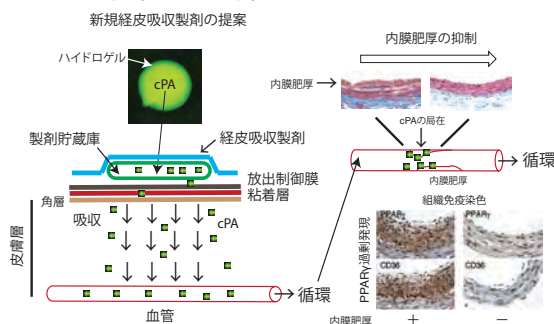 新規経皮吸収製剤の提案
ハイドロゲル
cPA
製剤貯蔵庫
経皮吸収製剤
放出制御膜
粘着層
角層
吸収
cPA
皮膚層
循環
血管
内膜肥厚の抑制
内膜肥厚
cPAの局在
循環
内膜肥厚
組織免疫染色
PPARγ過剰発現
PPARγ
PPARγ
CD36
CD36
内膜肥厚 + −